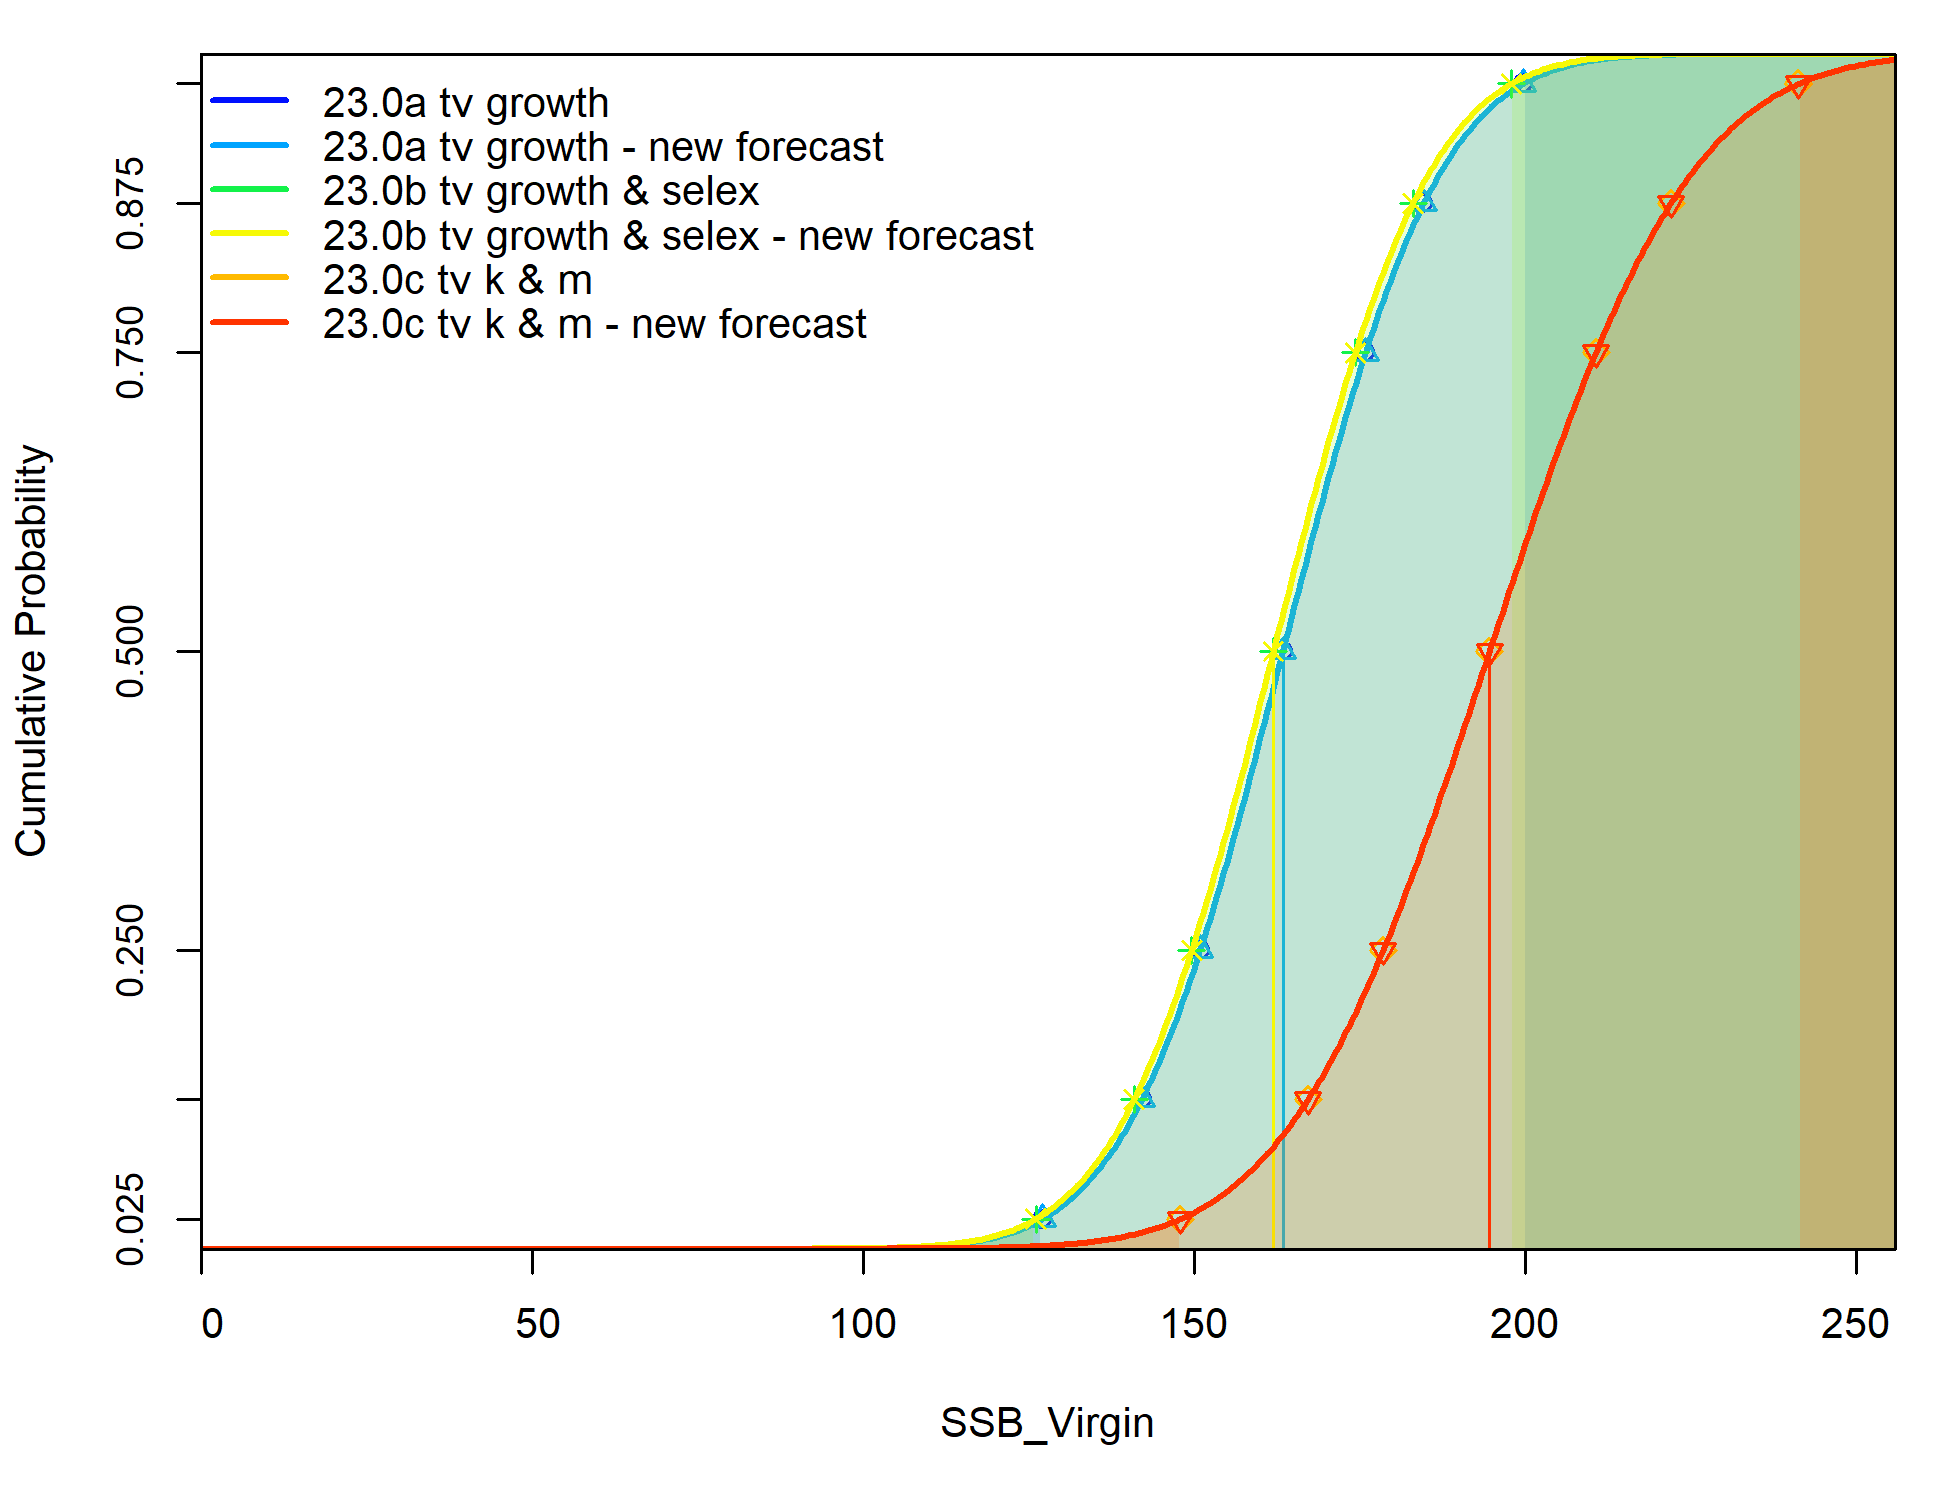 23.0a tv growth
23.0a tv growth - new forecast
23.0b tv growth & selex
23.0b tv growth & selex - new forecast
23.0c tv k & m
23.0c tv k & m - new forecast
Cumulative Probability
0.875
0.750
0.500
0.250
0.025
0 50 100 150 200 250
SSB_Virgin